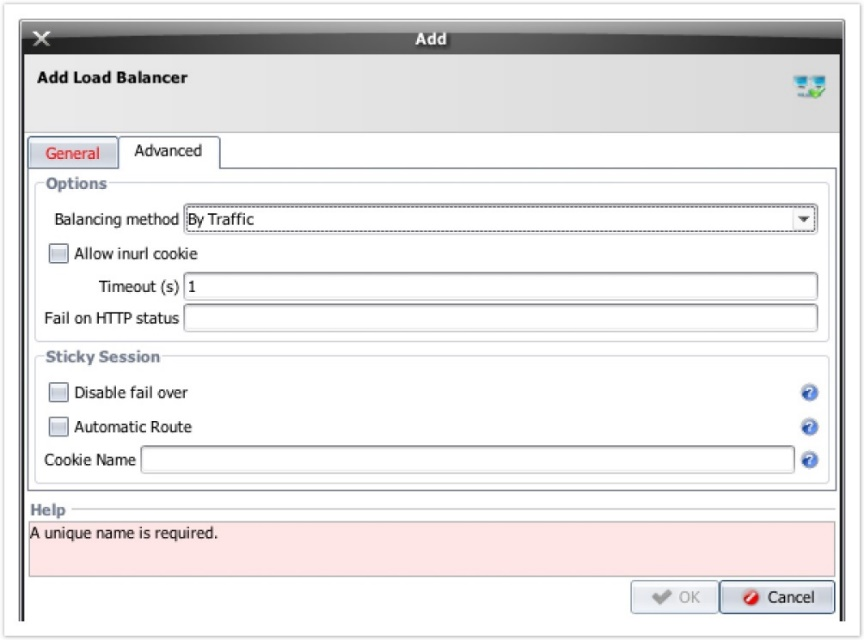 Add
Add Load Balancer
General Advanced
Options
Balancing method By Traffic
Allow inurl cookie
Timeout (s) 1
Fail on HTTP status
Sticky Session
Disable fail over ?
Automatic Route ?
Cookie Name ?
Help
A unique name is required.
OK Cancel